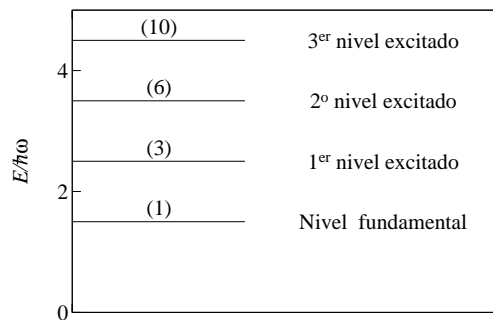 (10)
3er nivel excitado
4
(6)
2o nivel excitado
(3)
1er nivel excitado
E/ħω
2
(1)
Nivel fundamental
0